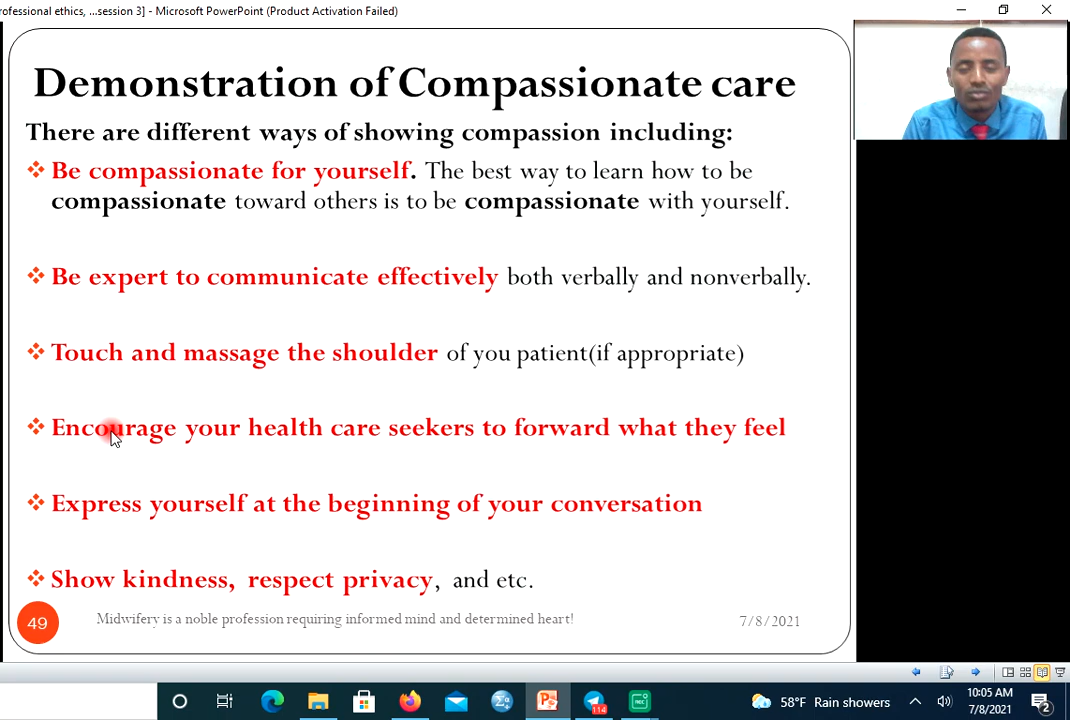 rofessional ethics, ...session 3] - Microsoft PowerPoint (Product Activation Failed)
Demonstration of Compassionate care
There are different ways of showing compassion including:
Be compassionate for yourself. The best way to learn how to be
compassionate toward others is to be compassionate with yourself.
Be expert to communicate effectively both verbally and nonverbally.
Touch and massage the shoulder of you patient(if appropriate)
Encourage your health care seekers to forward what they feel
Express yourself at the beginning of your conversation
Show kindness, respect privacy, and etc.
49
Midwifery is a noble profession requiring informed mind and determined heart!
7/8/2021
114
REC
58°F Rain showers
10:05 AM
7/8/2021
2